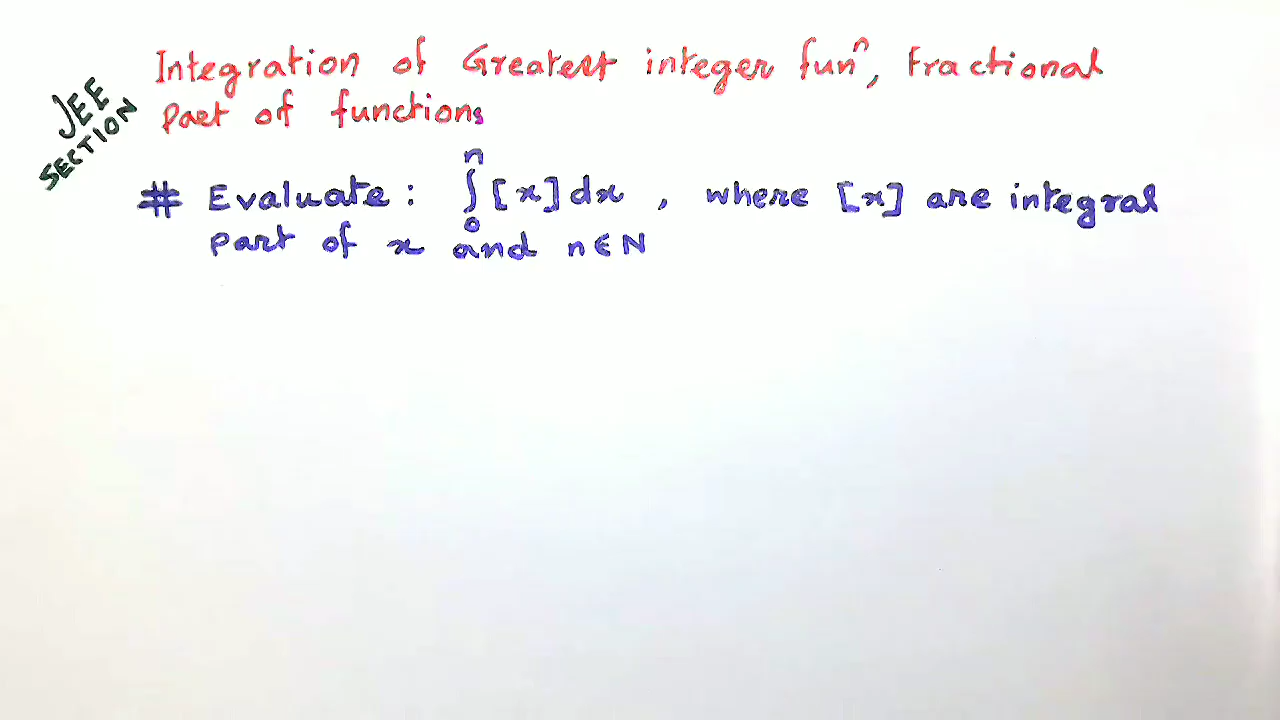 Integration of Greatest integer funⁿ, Fractional
Part of functions
JEE
SECTION
# Evaluate: ∫₀ⁿ [x] dx , where [x] are integral
part of x and n ∈ N